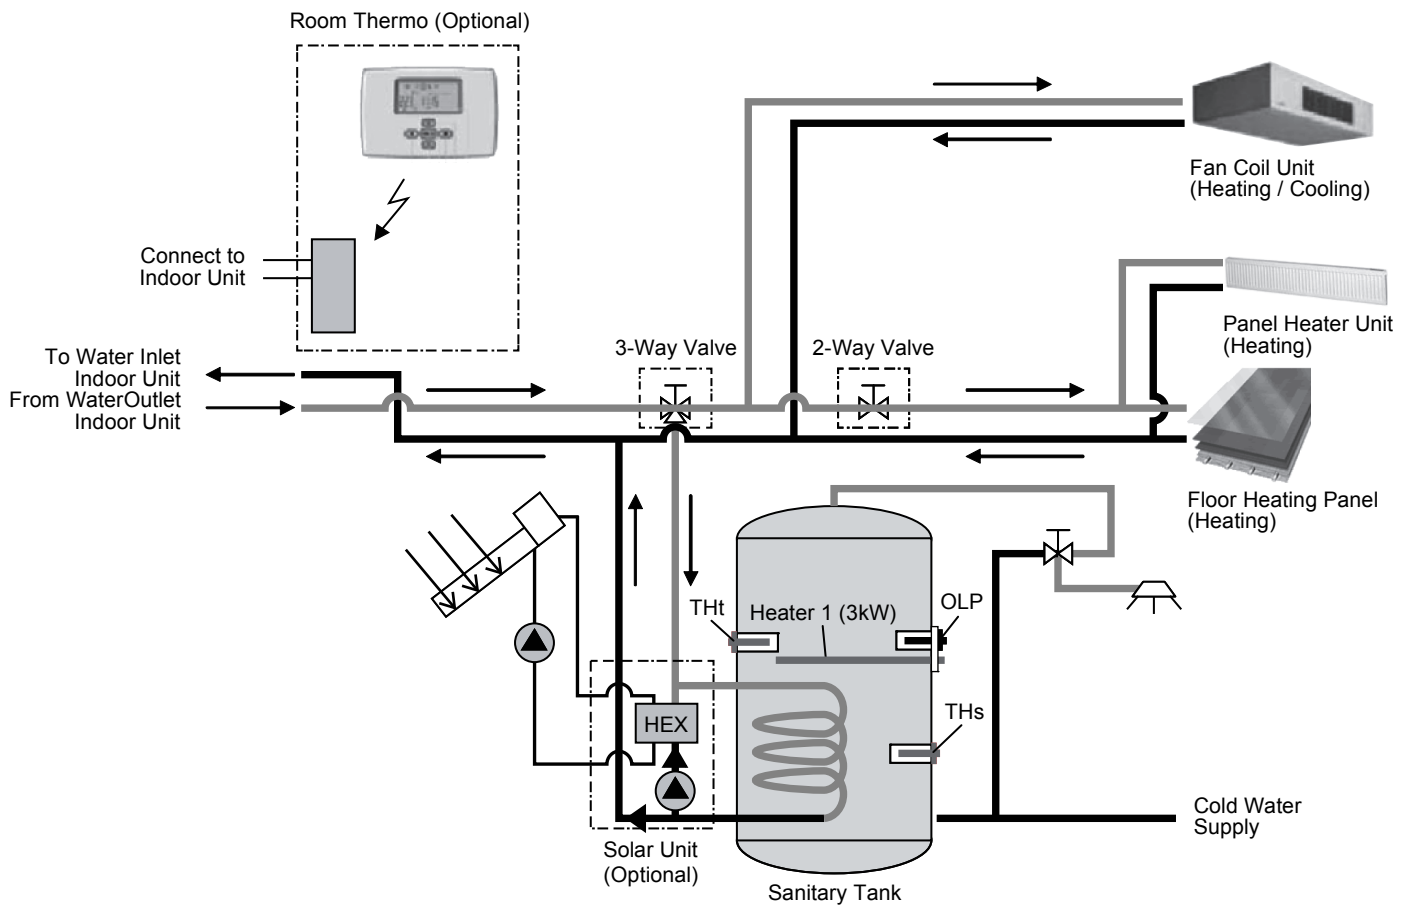 Room Thermo (Optional)
Fan Coil Unit
(Heating / Cooling)
Connect to
Indoor Unit
Panel Heater Unit
(Heating)
3-Way Valve
2-Way Valve
To Water Inlet
Indoor Unit
From WaterOutlet
Indoor Unit
Floor Heating Panel
(Heating)
THt
Heater 1 (3kW)
OLP
THs
HEX
Cold Water
Supply
Solar Unit
(Optional)
Sanitary Tank